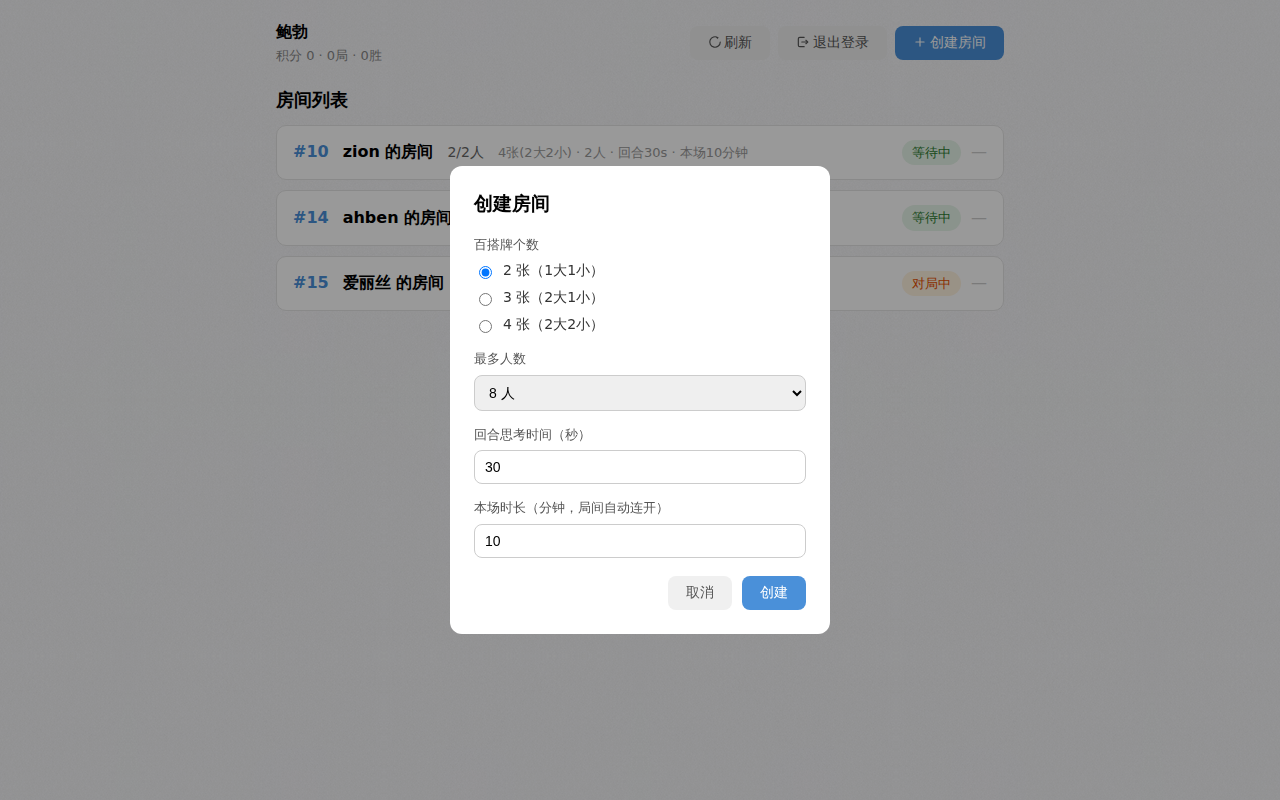 鲍勃
积分 0 · 0局 · 0胜
刷新
退出登录
+ 创建房间
房间列表
#10 zion 的房间 2/2人 4张(2大2小) · 2人 · 回合30s · 本场10分钟 等待中 —
#14 ahben 的房间 等待中 —
#15 爱丽丝 的房间 对局中 —
创建房间
百搭牌个数
2 张（1大1小）
3 张（2大1小）
4 张（2大2小）
最多人数
8 人
回合思考时间（秒）
30
本场时长（分钟，局间自动连开）
10
取消
创建